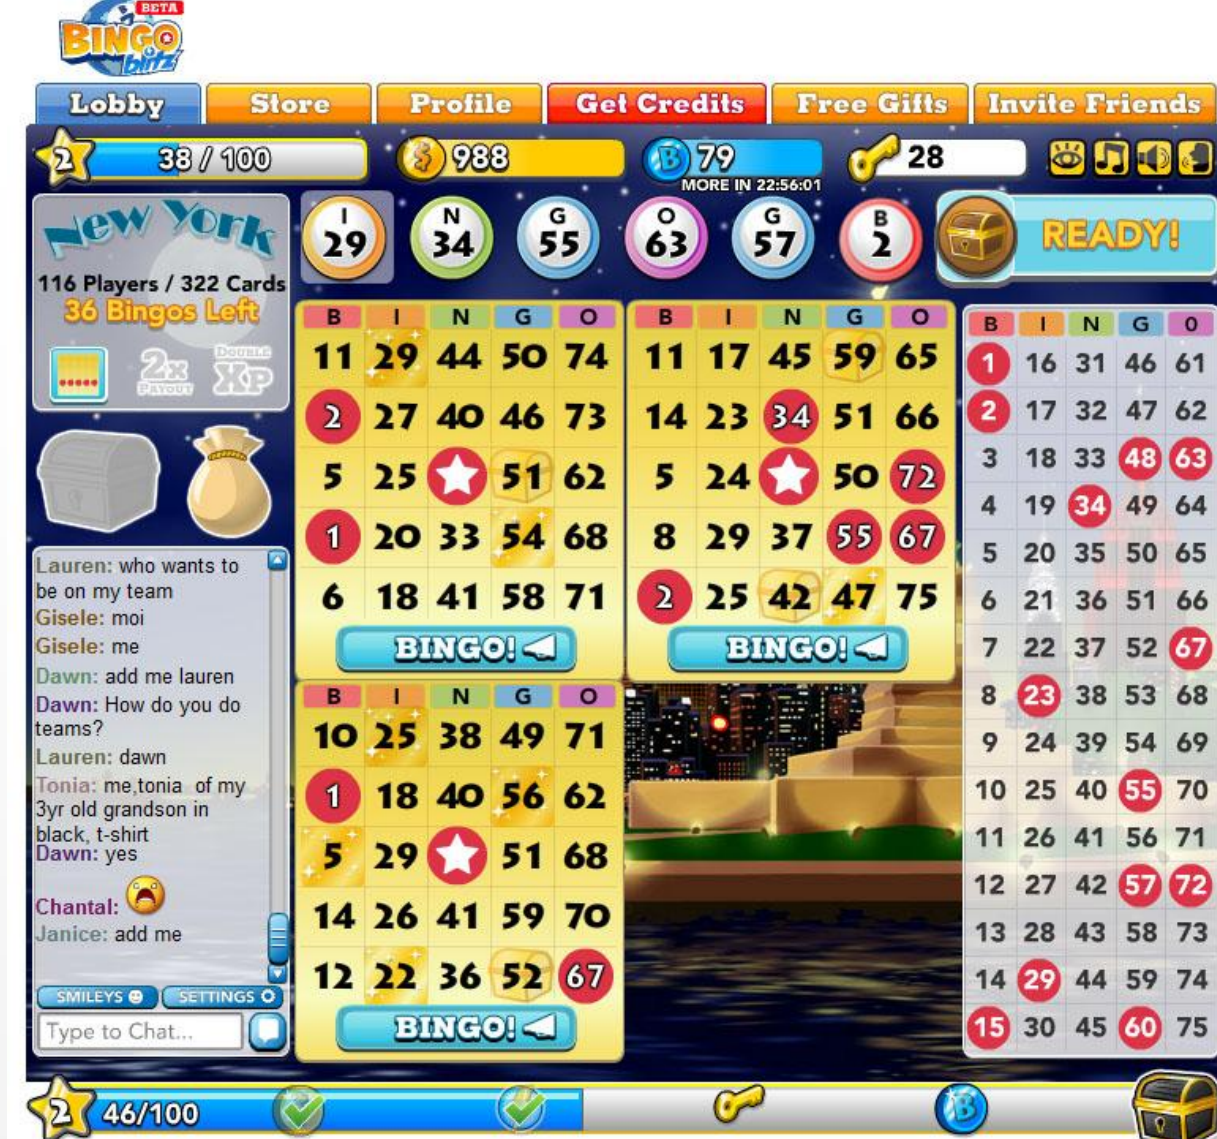 BETA
BINGO
blitz
Lobby Store Profile Get Credits Free Gifts Invite Friends
2 38 / 100 $ 988 B 79 28
MORE IN 22:56:01
New York
116 Players / 322 Cards
36 Bingos Left
2x
PAYOUT
DOUBLE
XP
I 29 N 34 G 55 O 63 G 57 B 2
READY!
B I N G O
11 29 44 50 74
2 27 40 46 73
5 25 51 62
1 20 33 54 68
6 18 41 58 71
BINGO!
B I N G O
11 17 45 59 65
14 23 34 51 66
5 24 50 72
8 29 37 55 67
2 25 42 47 75
BINGO!
B I N G O
10 25 38 49 71
1 18 40 56 62
5 29 51 68
14 26 41 59 70
12 22 36 52 67
BINGO!
B I N G O
1 16 31 46 61
2 17 32 47 62
3 18 33 48 63
4 19 34 49 64
5 20 35 50 65
6 21 36 51 66
7 22 37 52 67
8 23 38 53 68
9 24 39 54 69
10 25 40 55 70
11 26 41 56 71
12 27 42 57 72
13 28 43 58 73
14 29 44 59 74
15 30 45 60 75
Lauren: who wants to
be on my team
Gisele: moi
Gisele: me
Dawn: add me lauren
Dawn: How do you do
teams?
Lauren: dawn
Tonia: me,tonia of my
3yr old grandson in
black, t-shirt
Dawn: yes
Chantal:
Janice: add me
SMILEYS SETTINGS
Type to Chat...
2 46/100 B